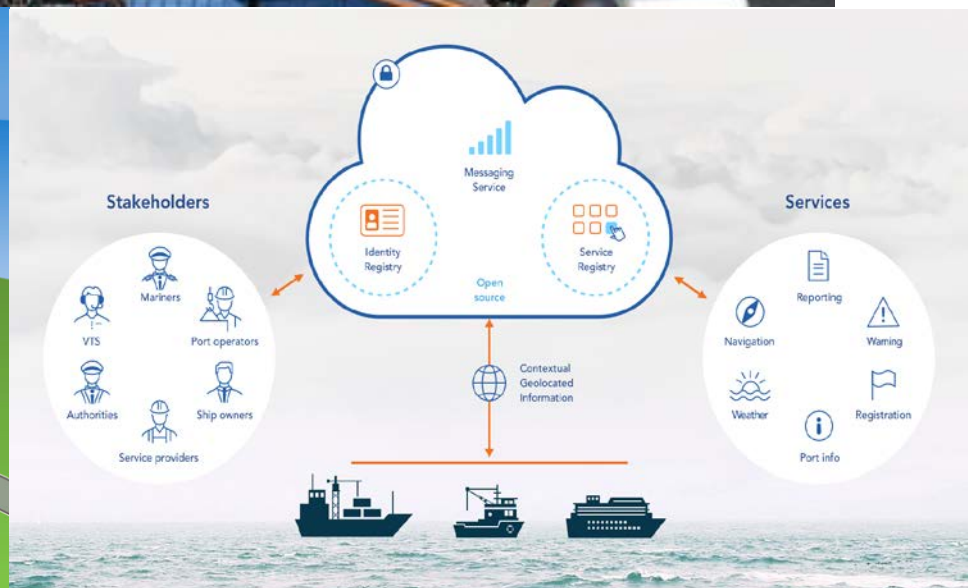 Messaging
Service
Stakeholders
Services
Identity
Registry
Service
Registry
Open
source
Mariners
VTS
Port operators
Authorities
Ship owners
Service providers
Contextual
Geolocated
Information
Reporting
Navigation
Warning
Weather
Registration
Port info